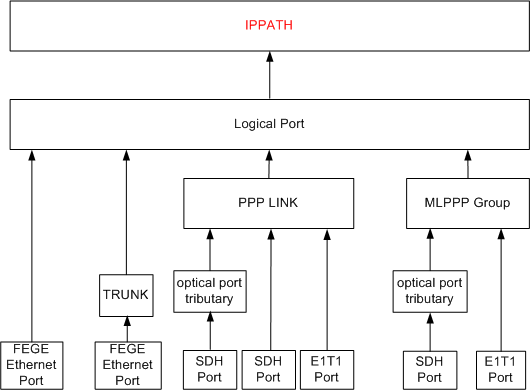 IPPATH
Logical Port
PPP LINK
MLPPP Group
optical port
tributary
optical port
tributary
TRUNK
FEGE
Ethernet
Port
FEGE
Ethernet
Port
SDH
Port
SDH
Port
E1T1
Port
SDH
Port
E1T1
Port